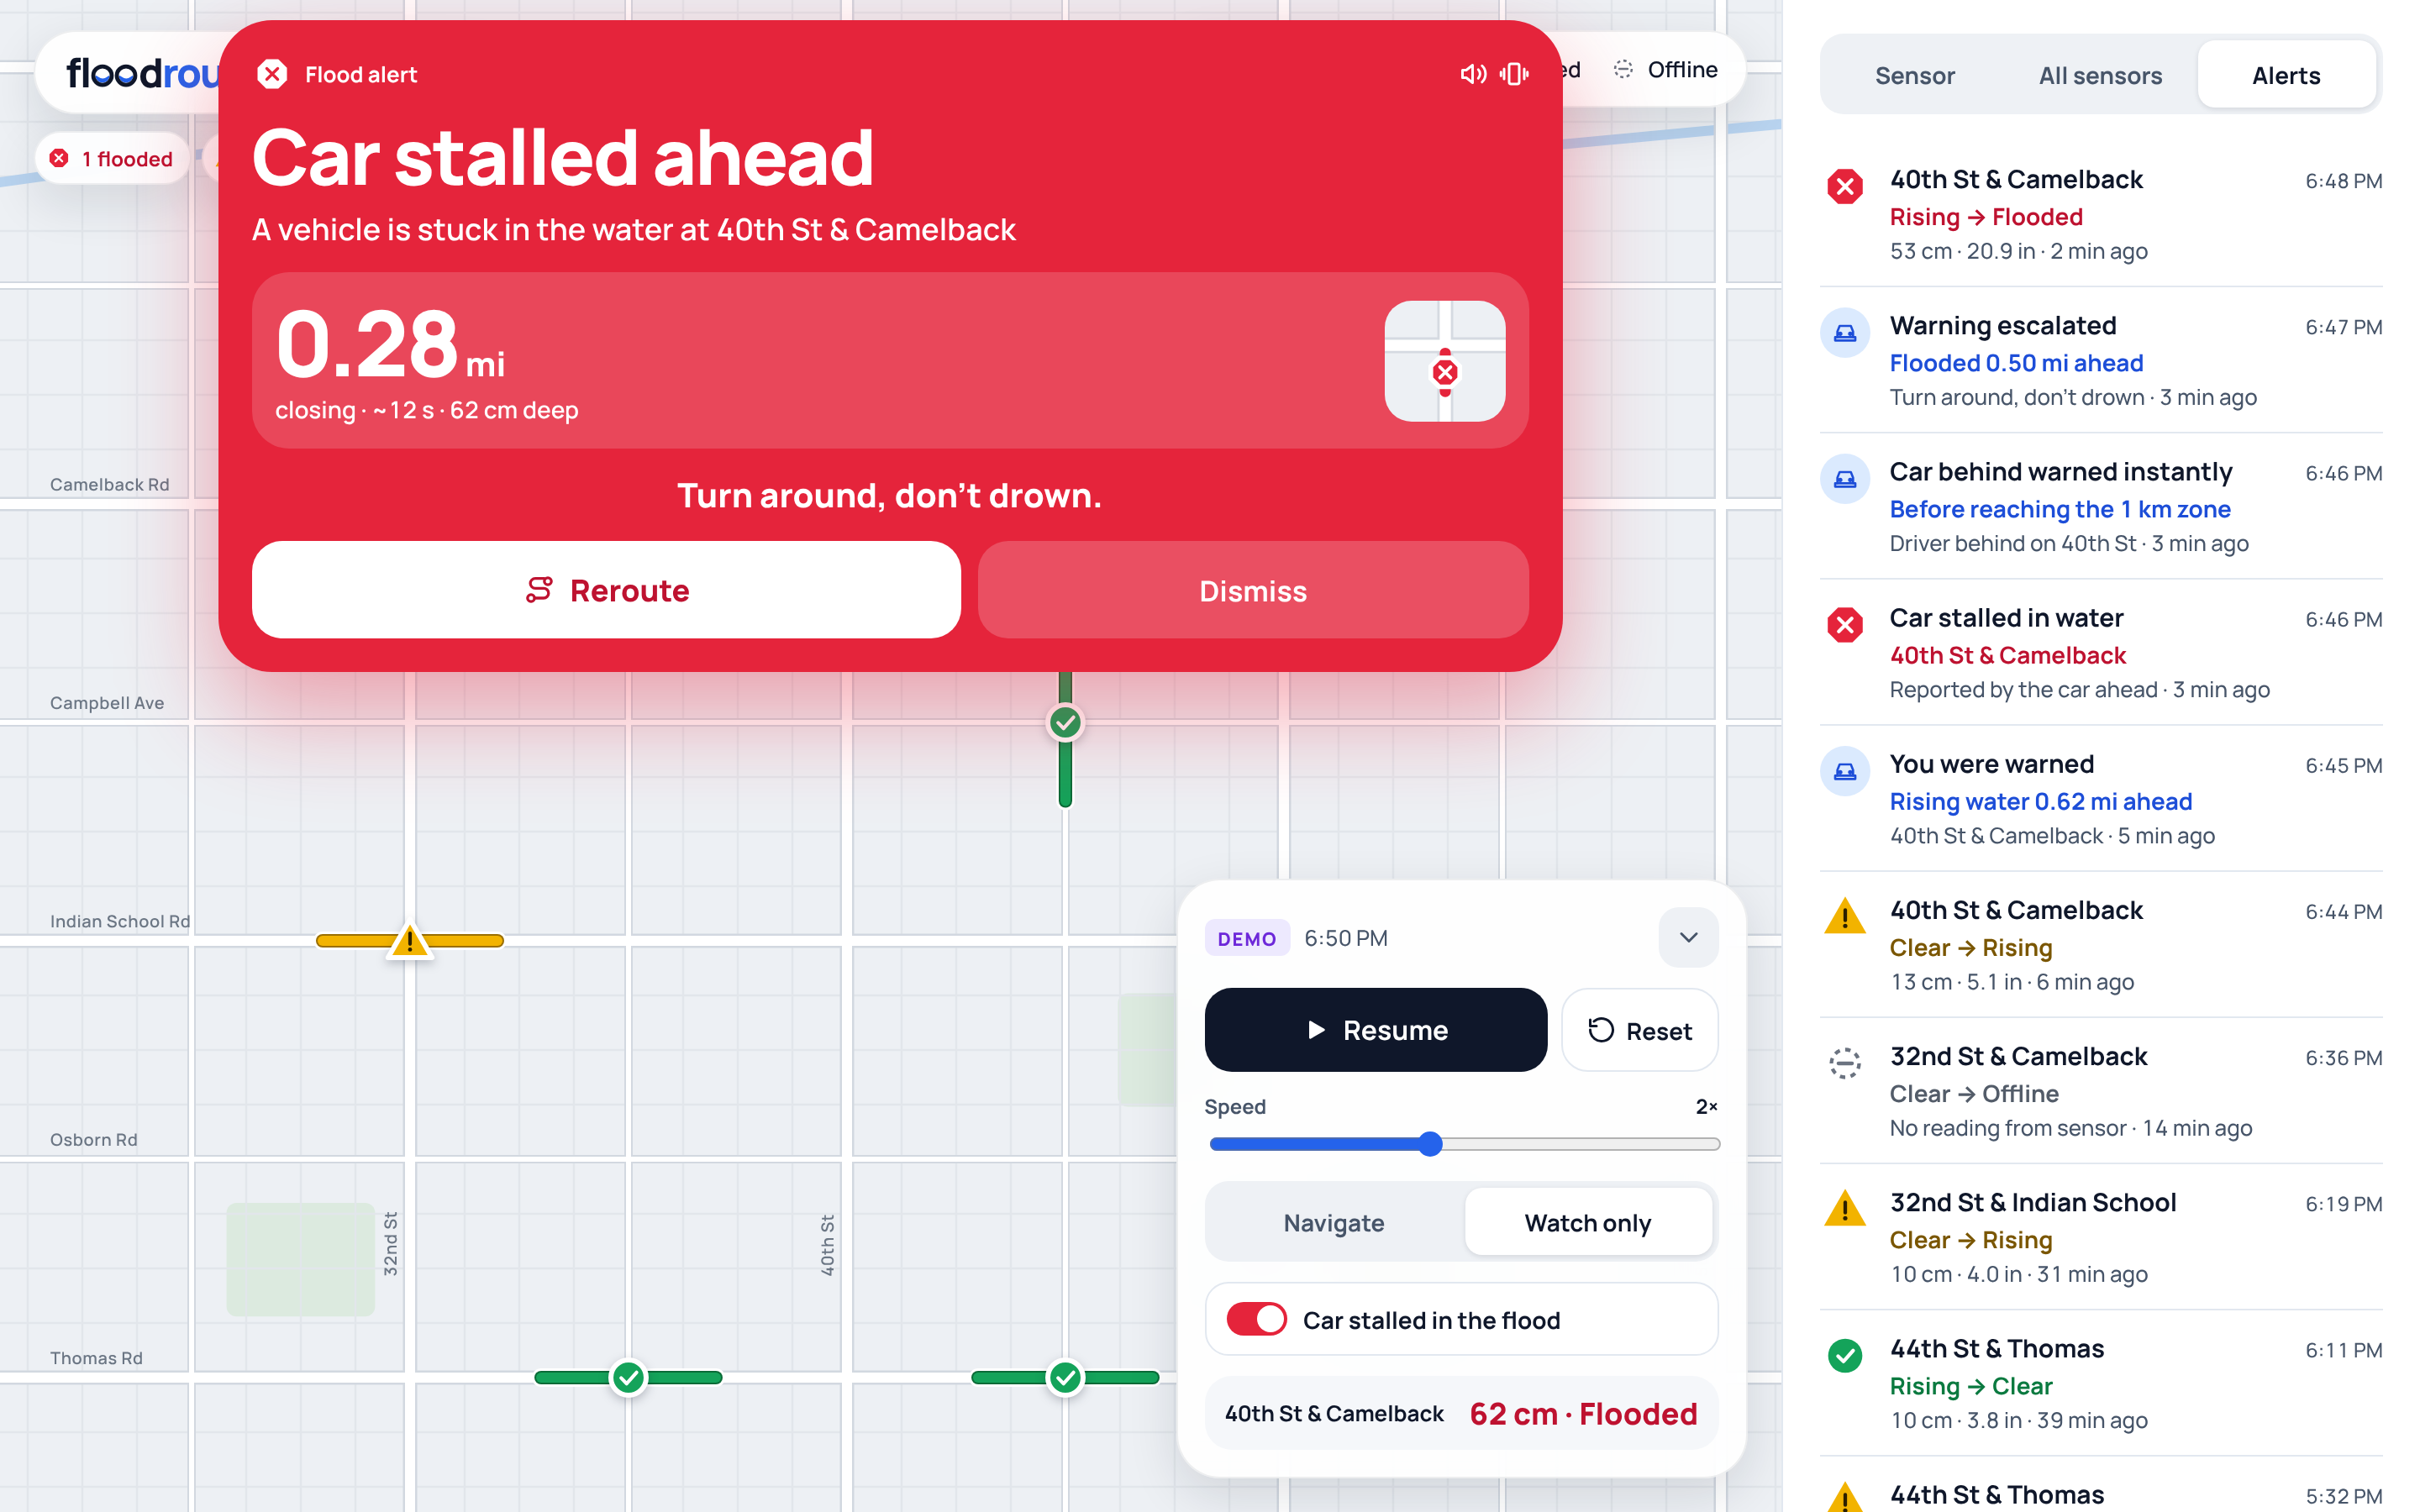 floodrou
1 flooded
Flood alert
Car stalled ahead
A vehicle is stuck in the water at 40th St & Camelback
0.28 mi
closing · ~12 s · 62 cm deep
Turn around, don't drown.
Reroute
Dismiss
ed
Offline
Camelback Rd
Campbell Ave
Indian School Rd
Osborn Rd
32nd St
40th St
Thomas Rd
DEMO 6:50 PM
Resume
Reset
Speed 2×
Navigate
Watch only
Car stalled in the flood
40th St & Camelback 62 cm · Flooded
Sensor
All sensors
Alerts
40th St & Camelback 6:48 PM
Rising → Flooded
53 cm · 20.9 in · 2 min ago
Warning escalated 6:47 PM
Flooded 0.50 mi ahead
Turn around, don't drown · 3 min ago
Car behind warned instantly 6:46 PM
Before reaching the 1 km zone
Driver behind on 40th St · 3 min ago
Car stalled in water 6:46 PM
40th St & Camelback
Reported by the car ahead · 3 min ago
You were warned 6:45 PM
Rising water 0.62 mi ahead
40th St & Camelback · 5 min ago
40th St & Camelback 6:44 PM
Clear → Rising
13 cm · 5.1 in · 6 min ago
32nd St & Camelback 6:36 PM
Clear → Offline
No reading from sensor · 14 min ago
32nd St & Indian School 6:19 PM
Clear → Rising
10 cm · 4.0 in · 31 min ago
44th St & Thomas 6:11 PM
Rising → Clear
10 cm · 3.8 in · 39 min ago
44th St & Thomas 5:32 PM